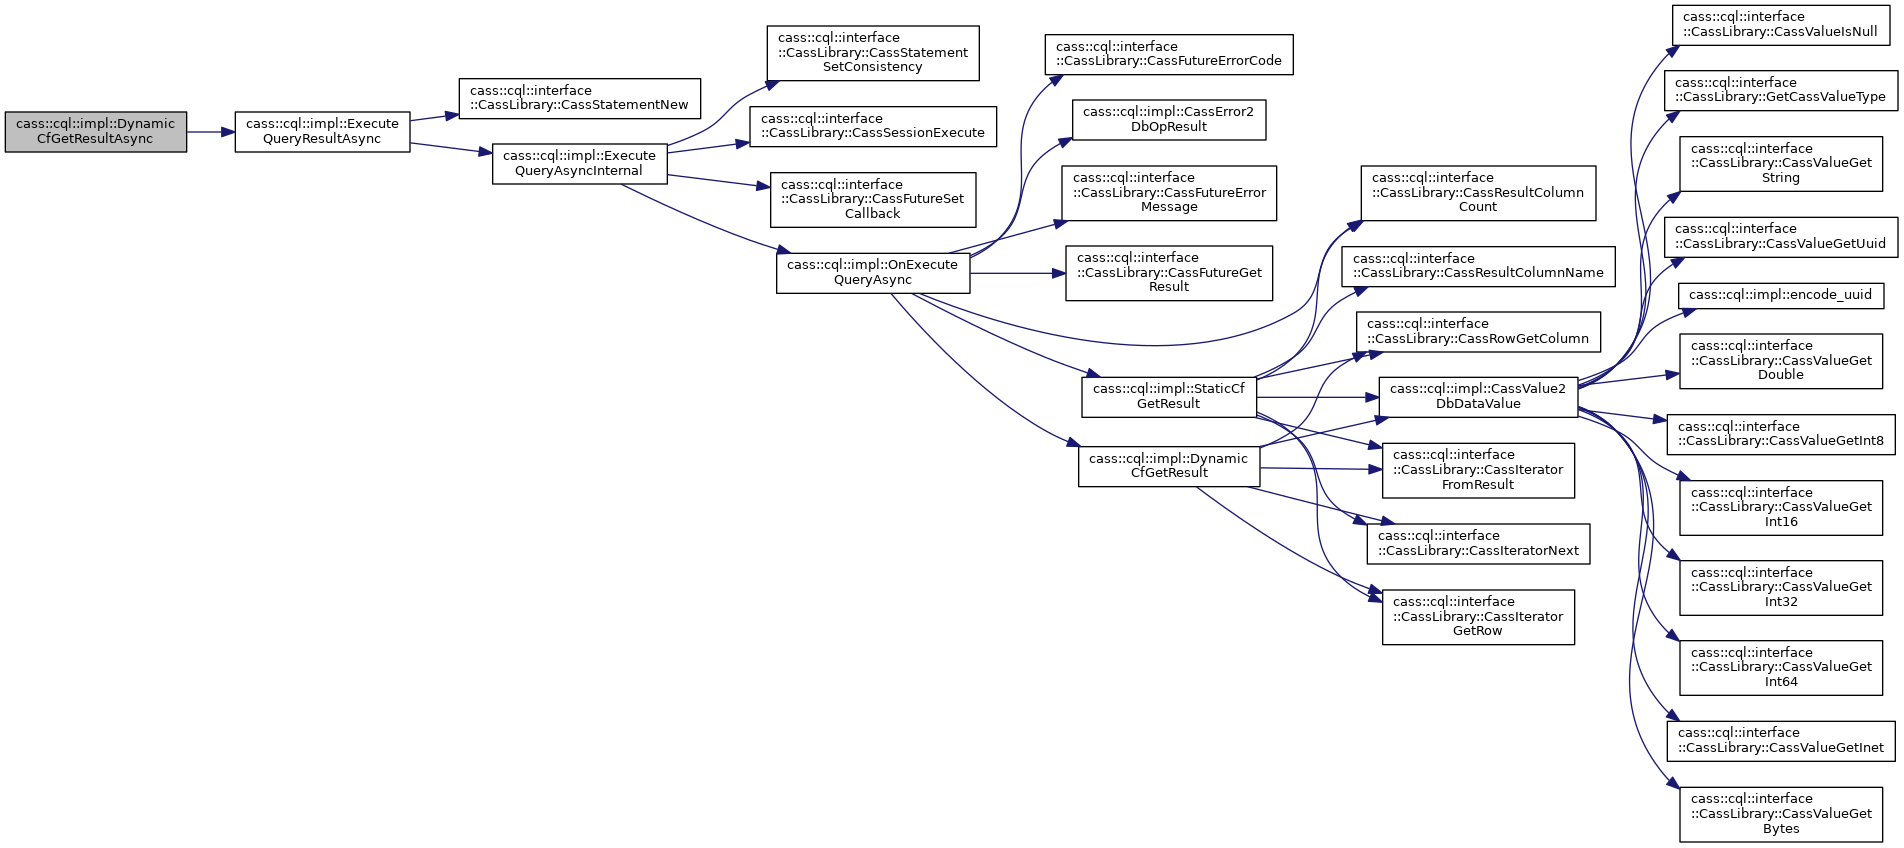 cass::cql::impl::Dynamic
CfGetResultAsync
cass::cql::impl::Execute
QueryResultAsync
cass::cql::interface
::CassLibrary::CassStatementNew
cass::cql::impl::Execute
QueryAsyncInternal
cass::cql::interface
::CassLibrary::CassStatement
SetConsistency
cass::cql::interface
::CassLibrary::CassSessionExecute
cass::cql::interface
::CassLibrary::CassFutureSet
Callback
cass::cql::impl::OnExecute
QueryAsync
cass::cql::interface
::CassLibrary::CassFutureErrorCode
cass::cql::impl::CassError2
DbOpResult
cass::cql::interface
::CassLibrary::CassFutureError
Message
cass::cql::interface
::CassLibrary::CassFutureGet
Result
cass::cql::impl::StaticCf
GetResult
cass::cql::impl::Dynamic
CfGetResult
cass::cql::interface
::CassLibrary::CassResultColumn
Count
cass::cql::interface
::CassLibrary::CassResultColumnName
cass::cql::interface
::CassLibrary::CassRowGetColumn
cass::cql::impl::CassValue2
DbDataValue
cass::cql::interface
::CassLibrary::CassIterator
FromResult
cass::cql::interface
::CassLibrary::CassIteratorNext
cass::cql::interface
::CassLibrary::CassIterator
GetRow
cass::cql::interface
::CassLibrary::CassValueIsNull
cass::cql::interface
::CassLibrary::GetCassValueType
cass::cql::interface
::CassLibrary::CassValueGet
String
cass::cql::interface
::CassLibrary::CassValueGetUuid
cass::cql::impl::encode_uuid
cass::cql::interface
::CassLibrary::CassValueGet
Double
cass::cql::interface
::CassLibrary::CassValueGetInt8
cass::cql::interface
::CassLibrary::CassValueGet
Int16
cass::cql::interface
::CassLibrary::CassValueGet
Int32
cass::cql::interface
::CassLibrary::CassValueGet
Int64
cass::cql::interface
::CassLibrary::CassValueGetInet
cass::cql::interface
::CassLibrary::CassValueGet
Bytes